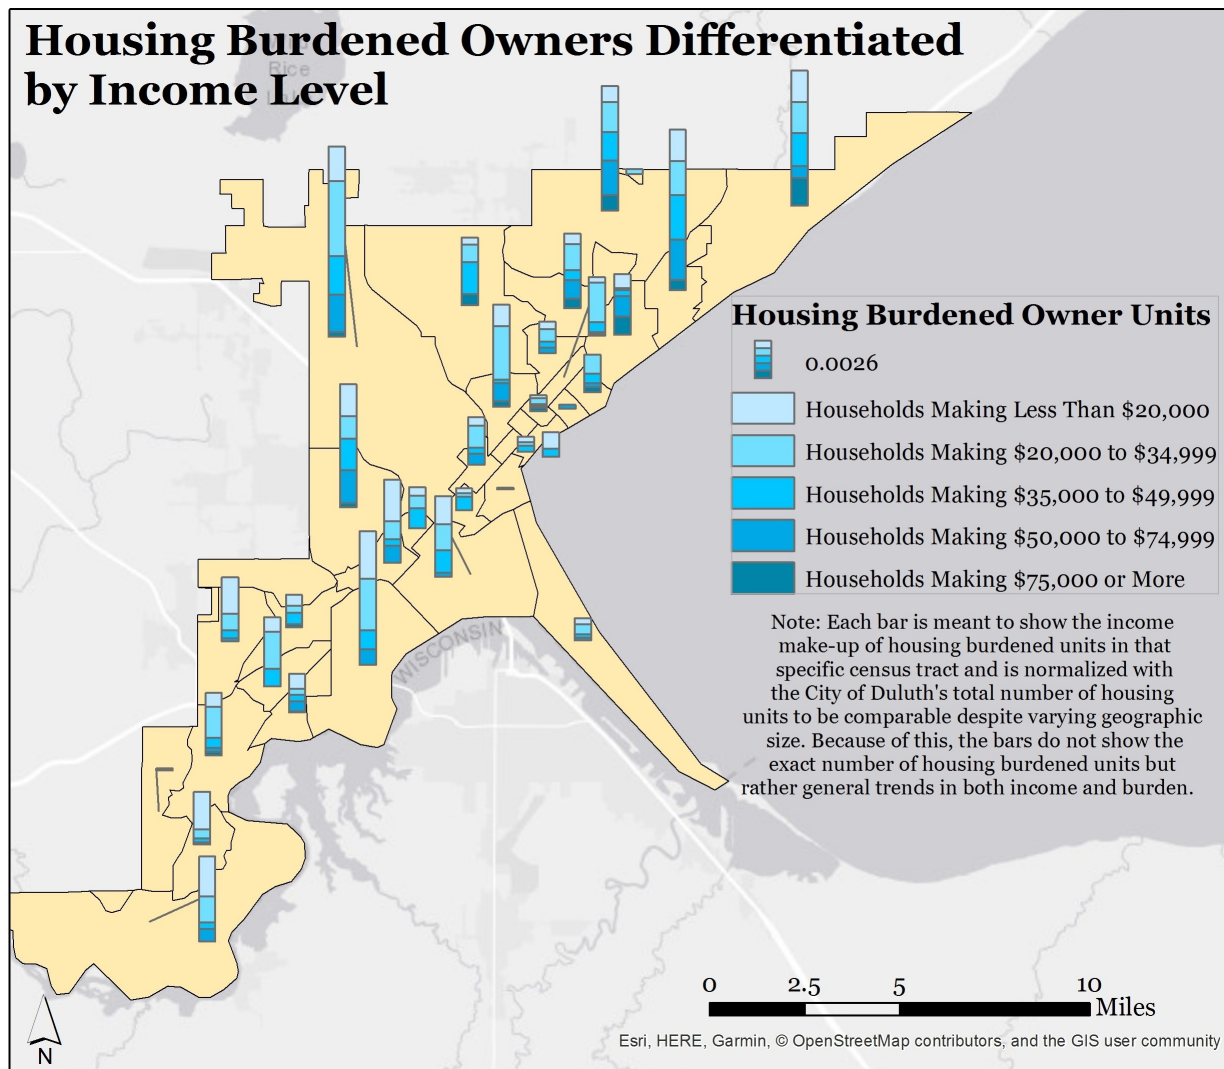 Housing Burdened Owners Differentiated
by Income Level
Rice
Housing Burdened Owner Units
0.0026
Households Making Less Than $20,000
Households Making $20,000 to $34,999
Households Making $35,000 to $49,999
Households Making $50,000 to $74,999
Households Making $75,000 or More
Note: Each bar is meant to show the income
make-up of housing burdened units in that
specific census tract and is normalized with
the City of Duluth's total number of housing
units to be comparable despite varying geographic
size. Because of this, the bars do not show the
exact number of housing burdened units but
rather general trends in both income and burden.
WISCONSIN
0 2.5 5 10
Miles
N
Esri, HERE, Garmin, © OpenStreetMap contributors, and the GIS user community